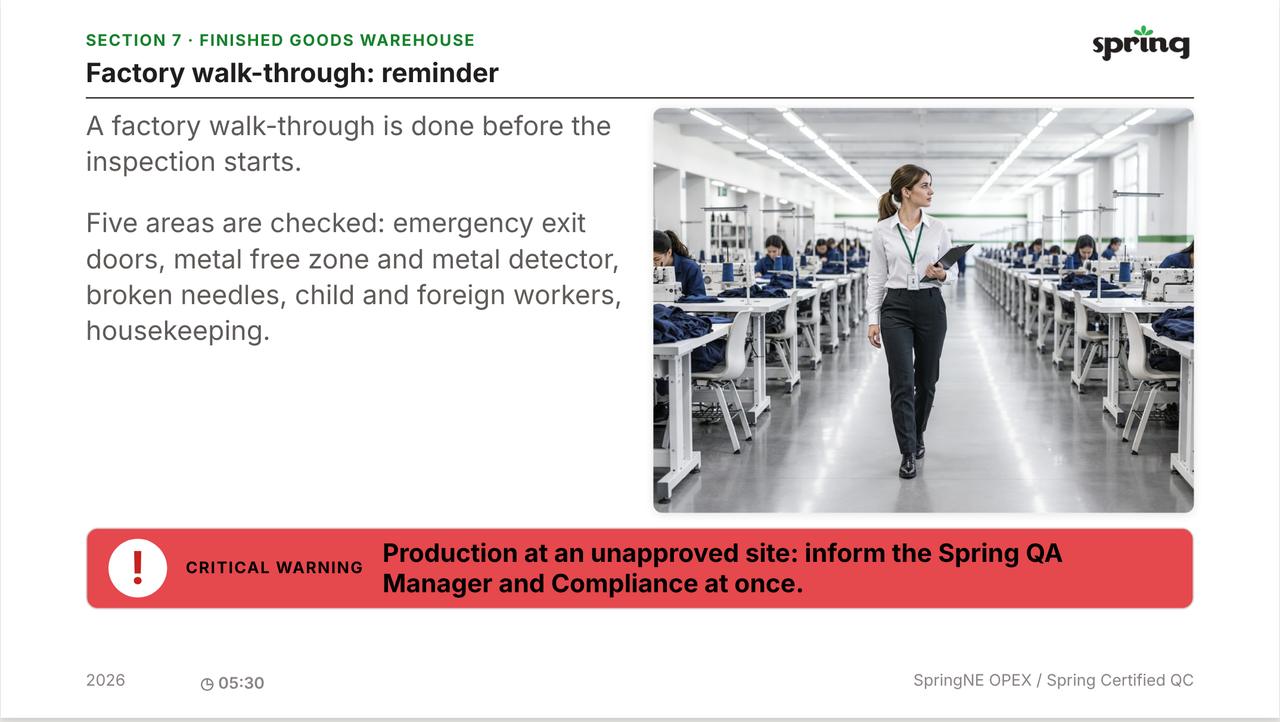 SECTION 7 · FINISHED GOODS WAREHOUSE
spring
Factory walk-through: reminder
A factory walk-through is done before the
inspection starts.
Five areas are checked: emergency exit
doors, metal free zone and metal detector,
broken needles, child and foreign workers,
housekeeping.
!
CRITICAL WARNING
Production at an unapproved site: inform the Spring QA
Manager and Compliance at once.
2026
05:30
SpringNE OPEX / Spring Certified QC